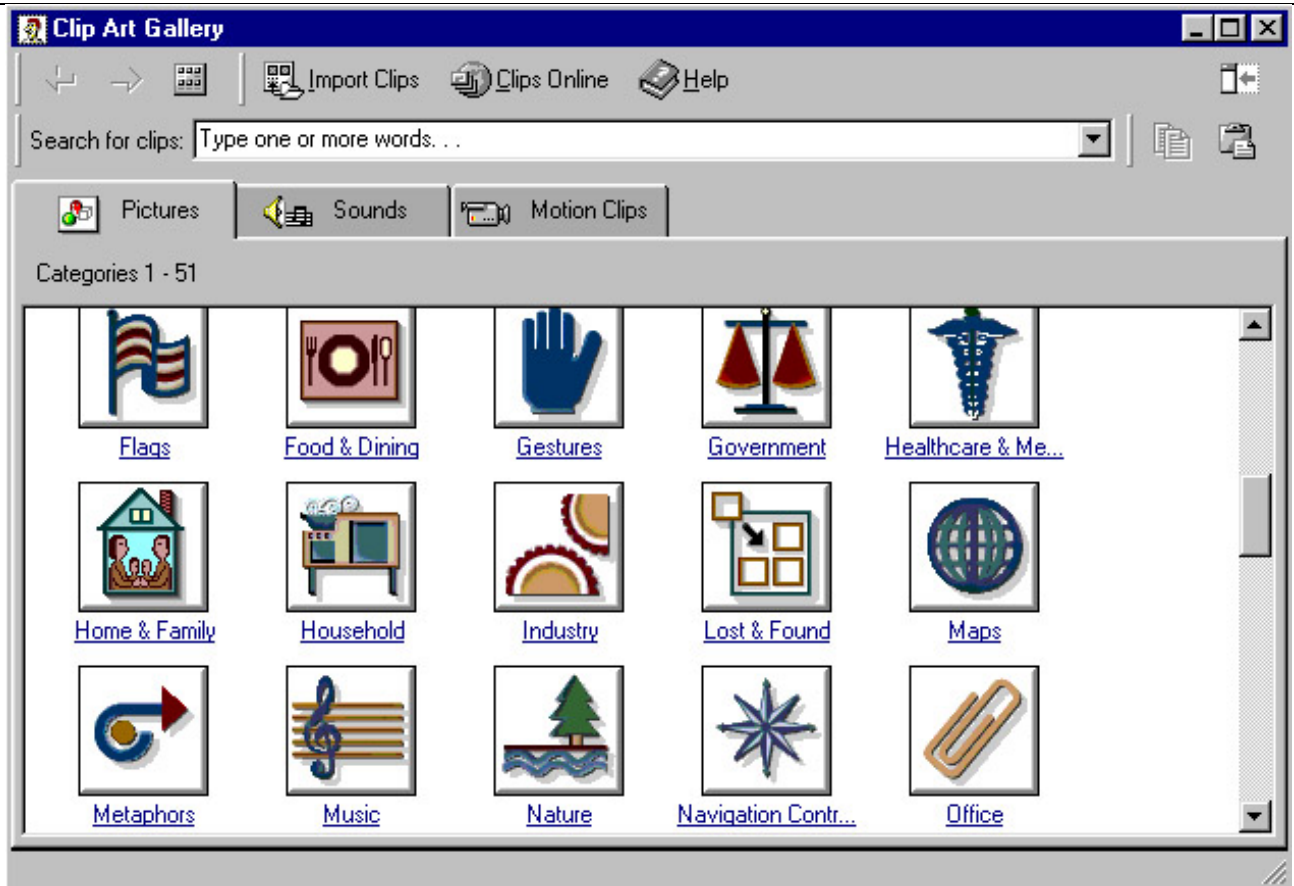 Clip Art Gallery
Import Clips Clips Online Help
Search for clips: Type one or more words. . .
Pictures Sounds Motion Clips
Categories 1 - 51
Flags Food & Dining Gestures Government Healthcare & Me...
Home & Family Household Industry Lost & Found Maps
Metaphors Music Nature Navigation Contr... Office